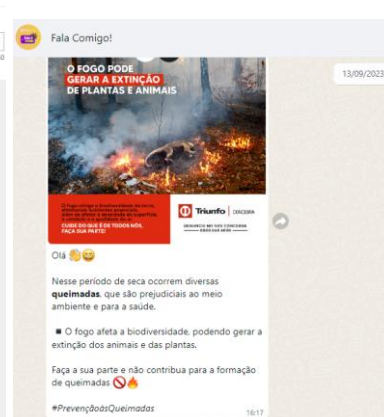 Fala Comigo!
13/09/2023
O FOGO PODE
GERAR A EXTINÇÃO
DE PLANTAS E ANIMAIS
CUIDE DO QUE É DE TODOS NÓS,
FAÇA SUA PARTE!
Triunfo
Olá 👋😄
Nesse período de seca ocorrem diversas
queimadas, que são prejudiciais ao meio
ambiente e para a saúde.
◾ O fogo afeta a biodiversidade, podendo gerar a
extinção dos animais e das plantas.
Faça a sua parte e não contribua para a formação
de queimadas 🚫🔥
#PrevençãoàsQueimadas
16:17